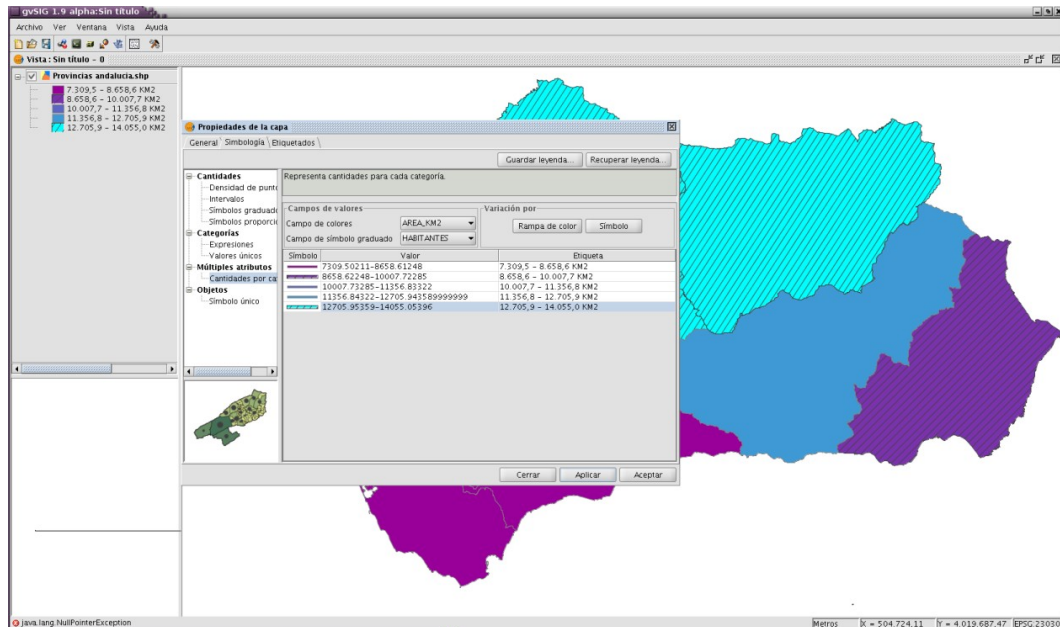 gvSIG 1.9 alpha:Sin título
Archivo Ver Ventana Vista Ayuda
Vista : Sin título - 0
Provincias andalucia.shp
7.309,5 - 8.658,6 KM2
8.658,6 - 10.007,7 KM2
10.007,7 - 11.356,8 KM2
11.356,8 - 12.705,9 KM2
12.705,9 - 14.055,0 KM2
Propiedades de la capa
General Simbología Etiquetados
Guardar leyenda... Recuperar leyenda...
Cantidades
Densidad de punto
Intervalos
Símbolos graduado
Símbolos proporcio
Categorías
Expresiones
Valores únicos
Múltiples atributos
Cantidades por ca
Objetos
Símbolo único
Representa cantidades para cada categoría.
Campos de valores
Campo de colores AREA_KM2
Campo de símbolo graduado HABITANTES
Variación por
Rampa de color Símbolo
Símbolo Valor Etiqueta
7309.50211-8658.61248 7.309,5 - 8.658,6 KM2
8658.62248-10007.72285 8.658,6 - 10.007,7 KM2
10007.73285-11356.83322 10.007,7 - 11.356,8 KM2
11356.84322-12705.943589999999 11.356,8 - 12.705,9 KM2
12705.95359-14055.05396 12.705,9 - 14.055,0 KM2
Cerrar Aplicar Aceptar
java.lang.NullPointerException
Metros X = 504.724,11 Y = 4.019.687,47 EPSG:23030